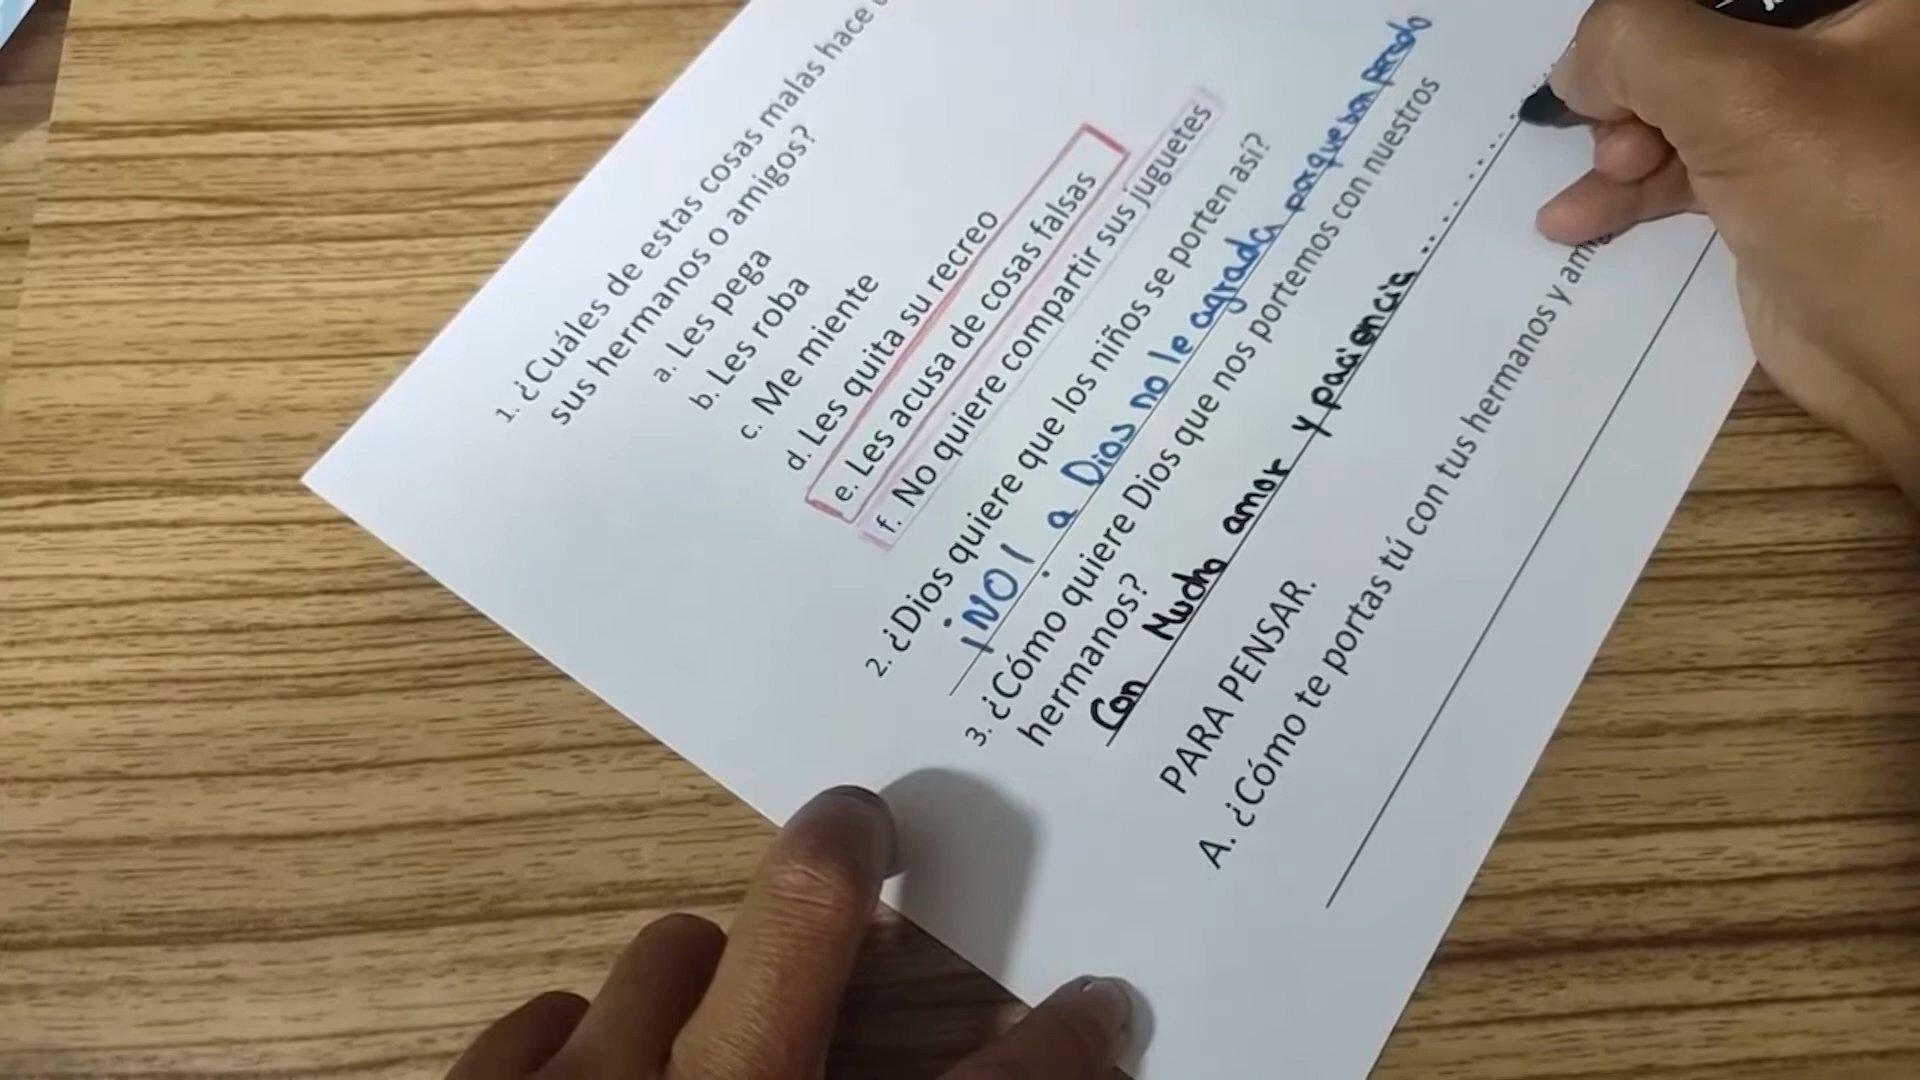 1. ¿Cuáles de estas cosas malas hace
sus hermanos o amigos?
a. Les pega
b. Les roba
c. Me miente
d. Les quita su recreo
e. Les acusa de cosas falsas
f. No quiere compartir sus juguetes
2. ¿Dios quiere que los niños se porten así?
¡NO! a Dios no le agrada porque son
3. ¿Cómo quiere Dios que nos portemos con nuestros
hermanos?
Con Mucho amor y paciencia
PARA PENSAR.
A. ¿Cómo te portas tú con tus hermanos y